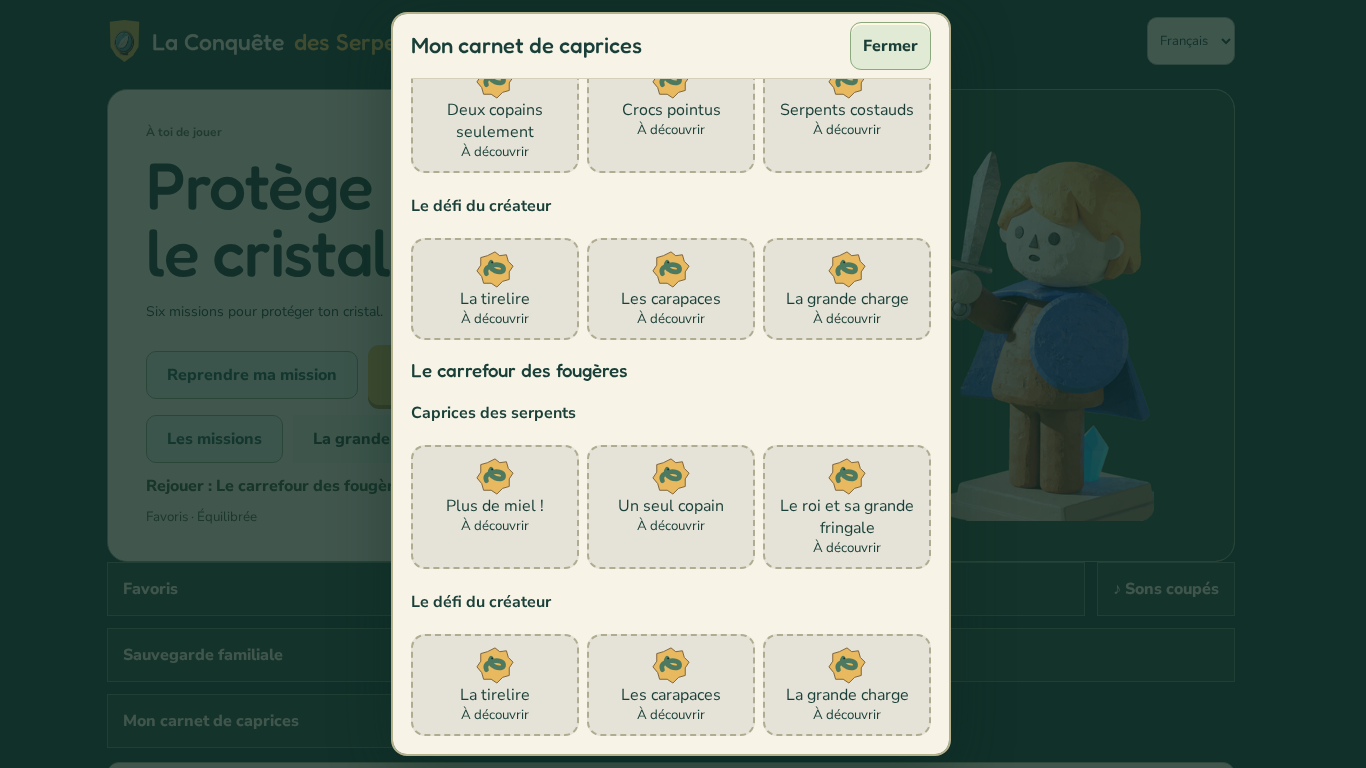 La Conquête des Serpe
Français
Mon carnet de caprices
Fermer
À toi de jouer
Protège
le cristal
Six missions pour protéger ton cristal.
Reprendre ma mission
Les missions
La grande
Rejouer : Le carrefour des fougèr
Favoris · Équilibrée
Favoris
♪ Sons coupés
Sauvegarde familiale
Mon carnet de caprices
Deux copains
seulement
À découvrir
Crocs pointus
À découvrir
Serpents costauds
À découvrir
Le défi du créateur
La tirelire
À découvrir
Les carapaces
À découvrir
La grande charge
À découvrir
Le carrefour des fougères
Caprices des serpents
Plus de miel !
À découvrir
Un seul copain
À découvrir
Le roi et sa grande
fringale
À découvrir
Le défi du créateur
La tirelire
À découvrir
Les carapaces
À découvrir
La grande charge
À découvrir